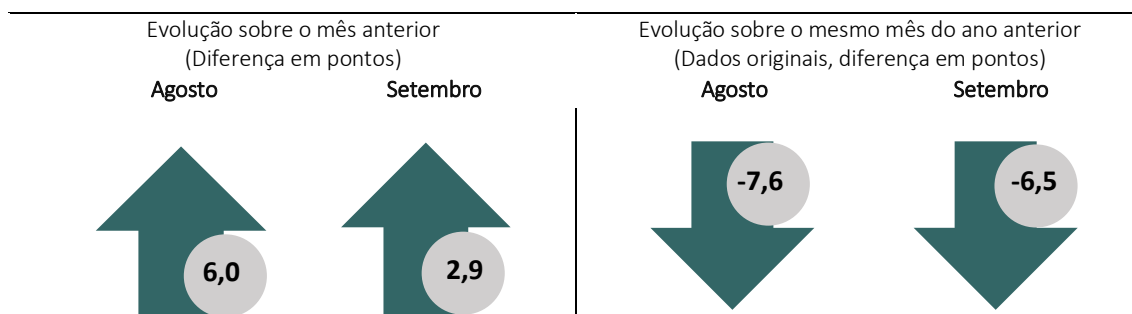 Evolução sobre o mês anterior
(Diferença em pontos)
Agosto Setembro
6,0 2,9
Evolução sobre o mesmo mês do ano anterior
(Dados originais, diferença em pontos)
Agosto Setembro
-7,6 -6,5